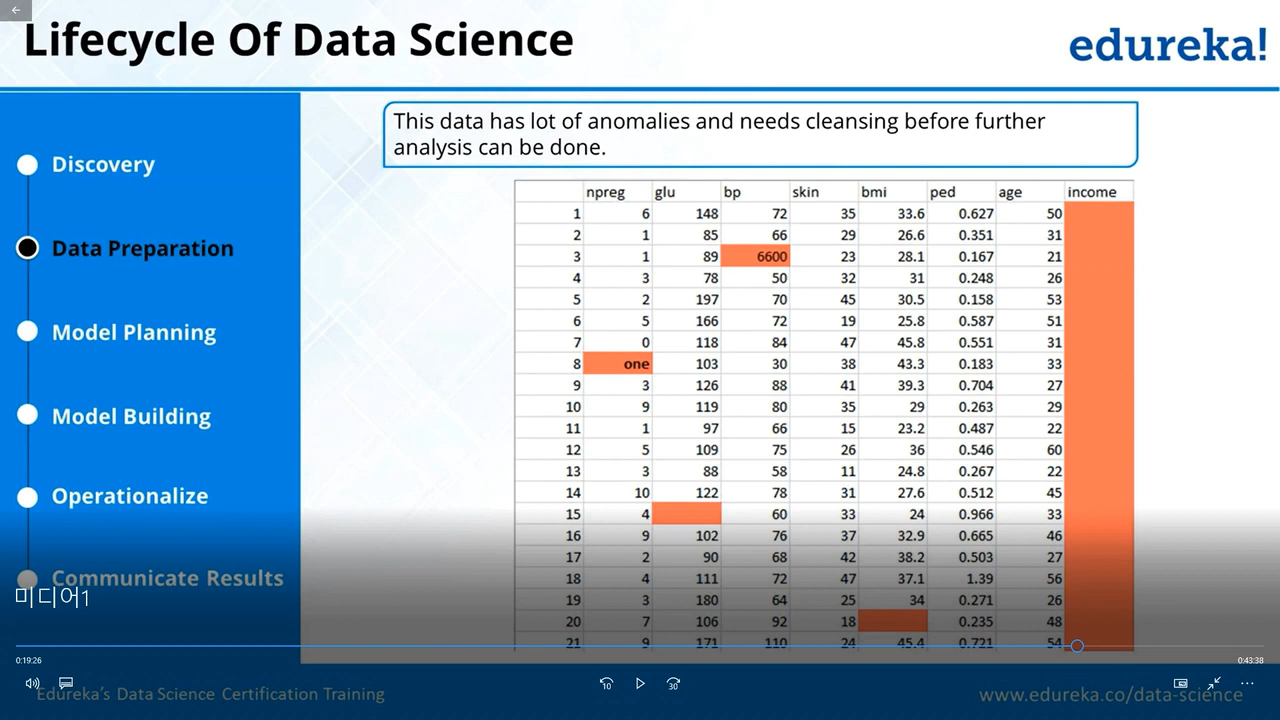 Lifecycle Of Data Science
edureka!
This data has lot of anomalies and needs cleansing before further
analysis can be done.
Discovery
Data Preparation
Model Planning
Model Building
Operationalize
Communicate Results
npreg glu bp skin bmi ped age income
1 6 148 72 35 33.6 0.627 50
2 1 85 66 29 26.6 0.351 31
3 1 89 6600 23 28.1 0.167 21
4 3 78 50 32 31 0.248 26
5 2 197 70 45 30.5 0.158 53
6 5 166 72 19 25.8 0.587 51
7 0 118 84 47 45.8 0.551 31
8 one 103 30 38 43.3 0.183 33
9 3 126 88 41 39.3 0.704 27
10 9 119 80 35 29 0.263 29
11 1 97 66 15 23.2 0.487 22
12 5 109 75 26 36 0.546 60
13 3 88 58 11 24.8 0.267 22
14 10 122 78 31 27.6 0.512 45
15 4 60 33 24 0.966 33
16 9 102 76 37 32.9 0.665 46
17 2 90 68 42 38.2 0.503 27
18 4 111 72 47 37.1 1.39 56
19 3 180 64 25 34 0.271 26
20 7 106 92 18 0.235 48
21 9 171 110 24 45.4 0.721 54
미디어1
0:19:26
0:43:38
10
30
Edureka's Data Science Certification Training
www.edureka.co/data-science